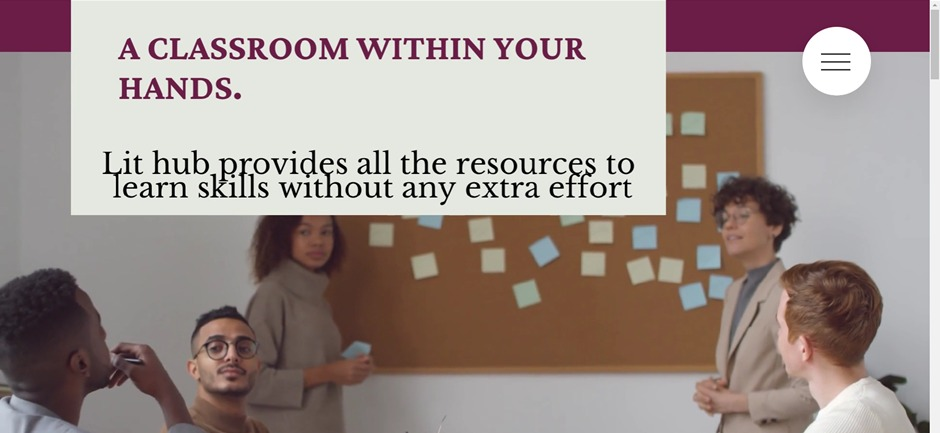 A CLASSROOM WITHIN YOUR
HANDS.
Lit hub provides all the resources to
learn skills without any extra effort